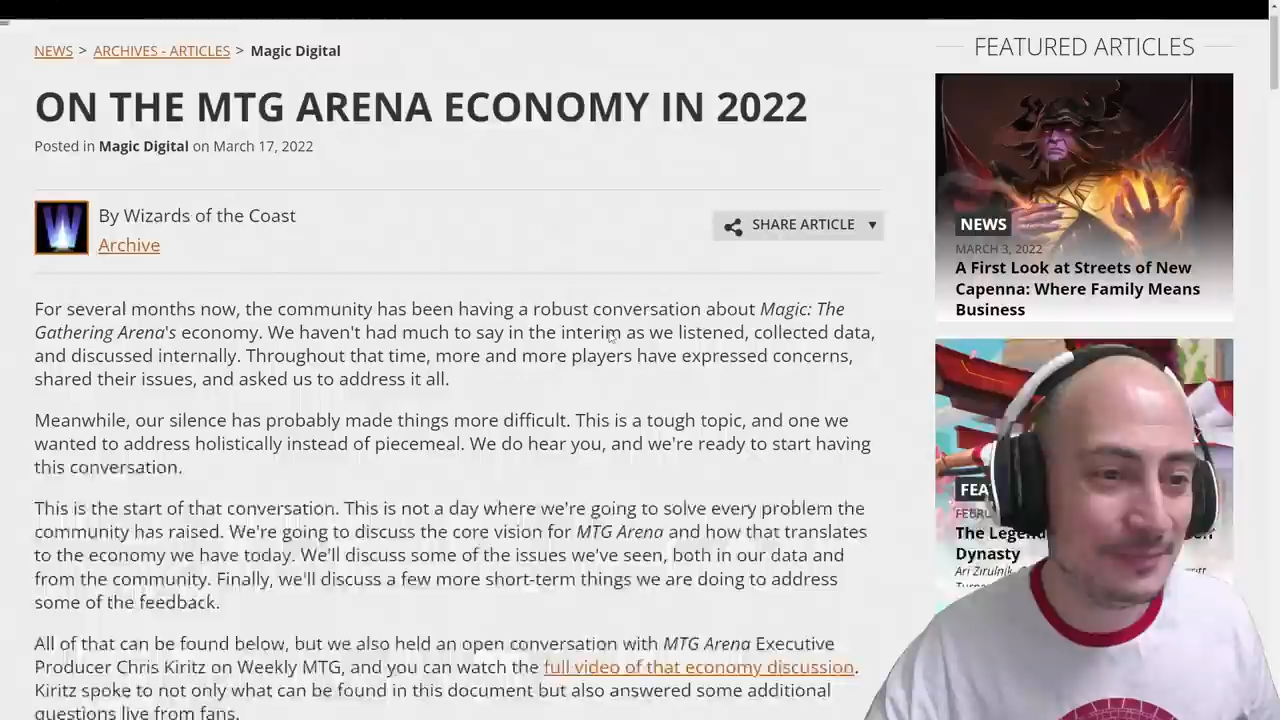 NEWS > ARCHIVES - ARTICLES > Magic Digital
ON THE MTG ARENA ECONOMY IN 2022
Posted in Magic Digital on March 17, 2022
By Wizards of the Coast
Archive
SHARE ARTICLE
For several months now, the community has been having a robust conversation about Magic: The
Gathering Arena's economy. We haven't had much to say in the interim as we listened, collected data,
and discussed internally. Throughout that time, more and more players have expressed concerns,
shared their issues, and asked us to address it all.
Meanwhile, our silence has probably made things more difficult. This is a tough topic, and one we
wanted to address holistically instead of piecemeal. We do hear you, and we're ready to start having
this conversation.
This is the start of that conversation. This is not a day where we're going to solve every problem the
community has raised. We're going to discuss the core vision for MTG Arena and how that translates
to the economy we have today. We'll discuss some of the issues we've seen, both in our data and
from the community. Finally, we'll discuss a few more short-term things we are doing to address
some of the feedback.
All of that can be found below, but we also held an open conversation with MTG Arena Executive
Producer Chris Kiritz on Weekly MTG, and you can watch the full video of that economy discussion.
Kiritz spoke to not only what can be found in this document but also answered some additional
questions live from fans.
FEATURED ARTICLES
NEWS
MARCH 3, 2022
A First Look at Streets of New
Capenna: Where Family Means
Business
FEA
FEBRU
The Legen
Dynasty
Ari Zirulnik,